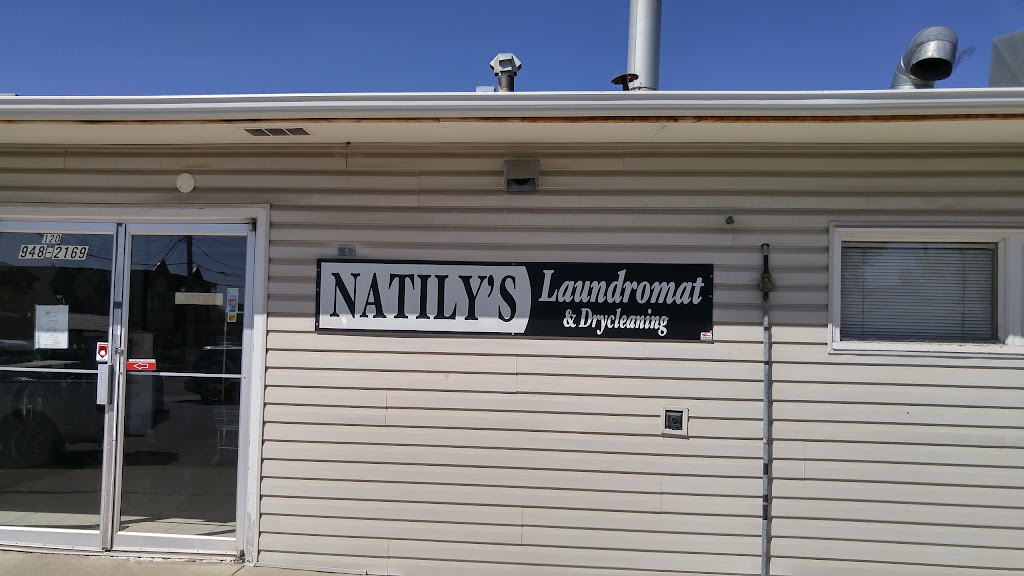 120
948-2169
NATILY'S
Laundromat
& Drycleaning